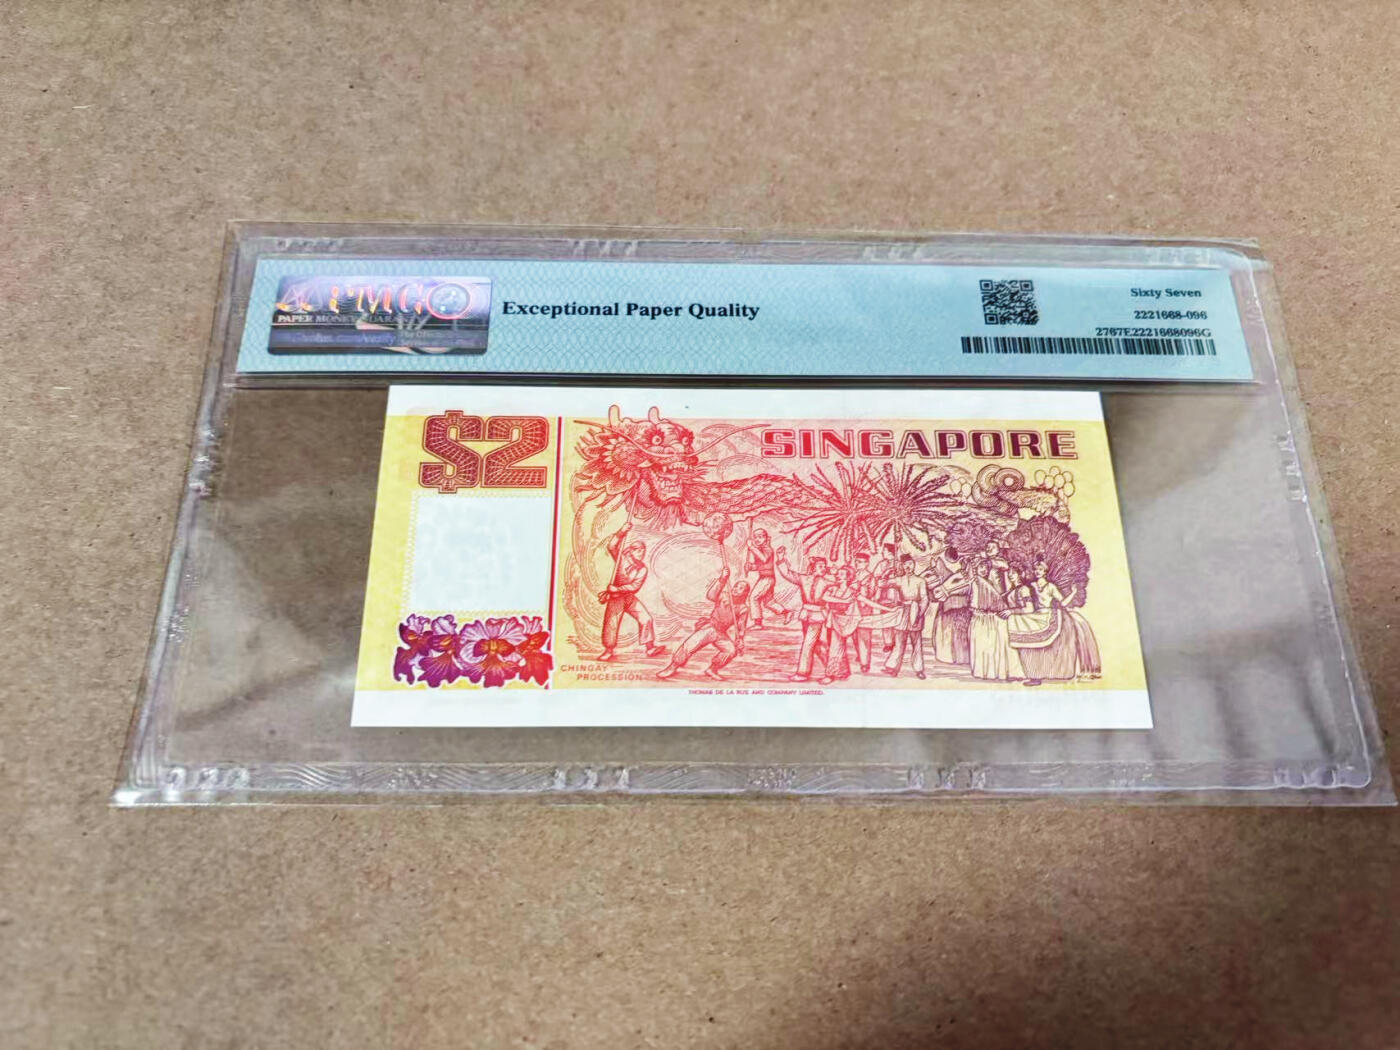 PMG
PAPER MONEY GUARANTY
Exceptional Paper Quality
Sixty Seven
2221668-096
2767E2221668096G
$2
SINGAPORE
CHINGAY
PROCESSION
THOMAS DE LA RUE AND COMPANY LIMITED.